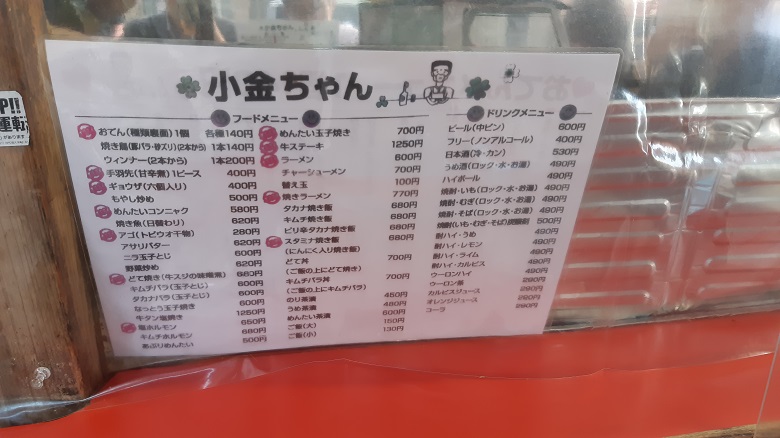 小金ちゃん
フードメニュー
おでん(種類豊富)1個 各種140円
焼き鳥(豚バラ・砂ズリ)(2本から) 1本140円
ウィンナー(2本から) 1本200円
手羽先(甘辛煮)1ピース 400円
ギョウザ(六個入り) 400円
もやし炒め 500円
めんたいコンニャク 580円
焼き魚(日替わり) 620円
アゴ(トビウオ干物) 280円
アサリバター 620円
ニラ玉子とじ 600円
野菜炒め 620円
どて焼き(牛スジの味噌煮) 680円
キムチバラ(玉子とじ) 600円
タカナバラ(玉子とじ) 600円
なっとう玉子焼き 600円
牛タン塩焼き 1250円
塩ホルモン 650円
キムチホルモン 680円
あぶりめんたい 500円
めんたい玉子焼き 700円
牛ステーキ 1250円
ラーメン 600円
チャーシューメン 700円
替え玉 100円
焼きラーメン 770円
タカナ焼き飯 680円
キムチ焼き飯 680円
ピリ辛タカナ焼き飯 680円
スタミナ焼き飯 680円
(にんにく入り焼き飯)
どて丼 700円
(ご飯の上にどて焼き)
キムチバラ丼 700円
(ご飯の上にキムチバラ)
のり茶漬 450円
うめ茶漬 480円
めんたい茶漬 600円
ご飯(大) 150円
ご飯(小) 130円
ドリンクメニュー
ビール(中ビン) 600円
フリー(ノンアルコール) 400円
日本酒(冷・カン) 530円
うめ酒(ロック・水・お湯) 490円
ハイボール 490円
焼酎・いも(ロック・水・お湯) 490円
焼酎・むぎ(ロック・水・お湯) 490円
焼酎・そば(ロック・水・お湯) 490円
焼酎(いも・むぎ・そば)炭酸割 500円
酎ハイ・うめ 490円
酎ハイ・レモン 490円
酎ハイ・ライム 490円
酎ハイ・カルピス 490円
ウーロンハイ 490円
ウーロン茶 290円
カルピスジュース 290円
オレンジジュース 290円
コーラ 290円
運転